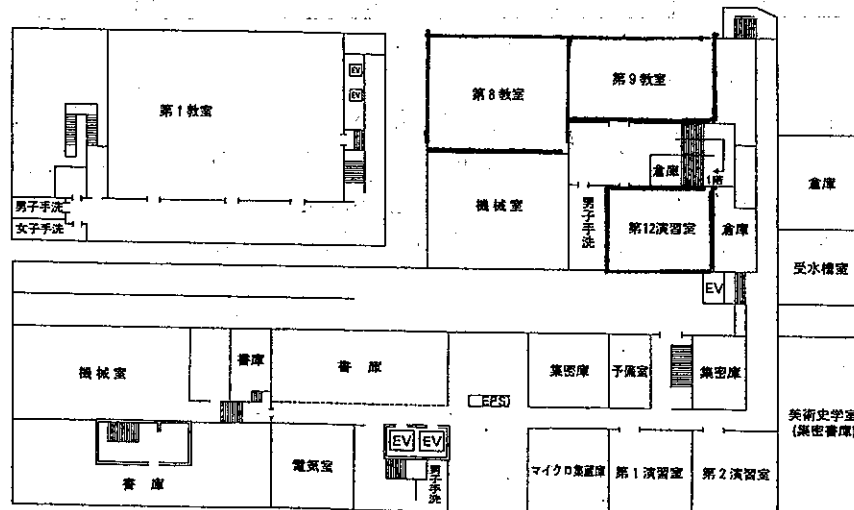 第1教室
EV
EV
男子手洗
女子手洗
第8教室
第9教室
倉庫
1階
機械室
男子手洗
第12演習室
倉庫
倉庫
受水槽室
EV
機械室
書庫
書 庫
EPS
集密庫
予備室
集密庫
美術史学室
(集密書庫)
書 庫
電気室
EV
EV
男子手洗
マイクロ集蔵庫
第1演習室
第2演習室